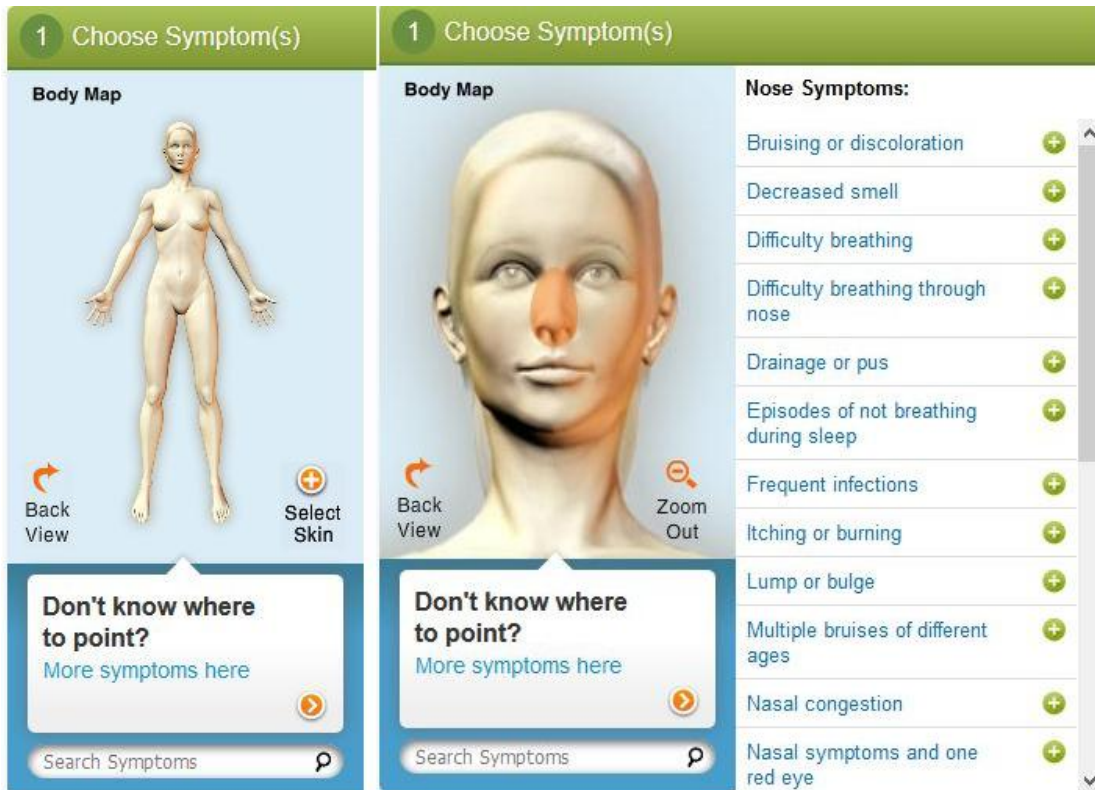 1 Choose Symptom(s)
Body Map
Back
View
Select
Skin
Don't know where
to point?
More symptoms here
Search Symptoms
1 Choose Symptom(s)
Body Map
Back
View
Zoom
Out
Don't know where
to point?
More symptoms here
Search Symptoms
Nose Symptoms:
Bruising or discoloration
Decreased smell
Difficulty breathing
Difficulty breathing through
nose
Drainage or pus
Episodes of not breathing
during sleep
Frequent infections
Itching or burning
Lump or bulge
Multiple bruises of different
ages
Nasal congestion
Nasal symptoms and one
red eye